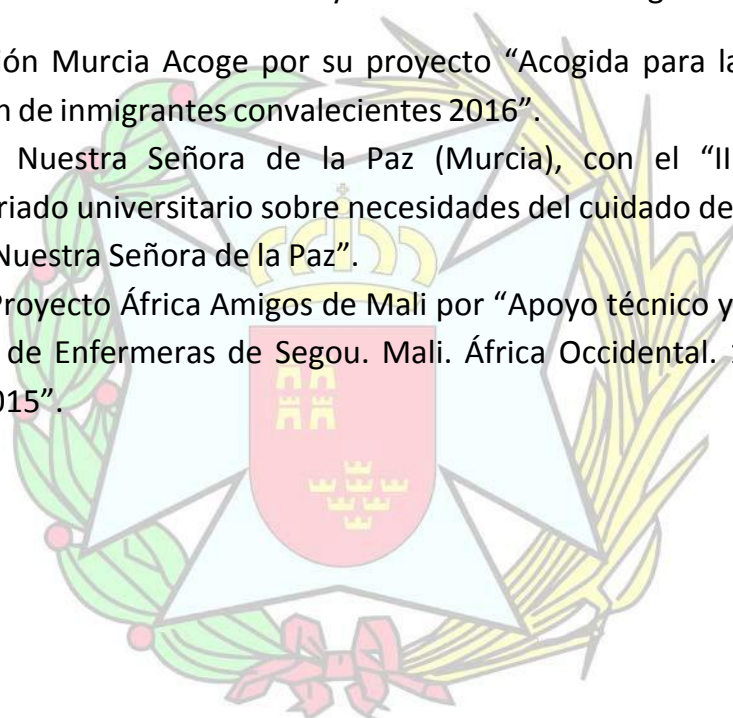 ión Murcia Acoge por su proyecto “Acogida para la
n de inmigrantes convalecientes 2016”.
Nuestra Señora de la Paz (Murcia), con el “II
riado universitario sobre necesidades del cuidado de
Nuestra Señora de la Paz”.
Proyecto África Amigos de Mali por “Apoyo técnico y
de Enfermeras de Segou. Mali. África Occidental.
015”.